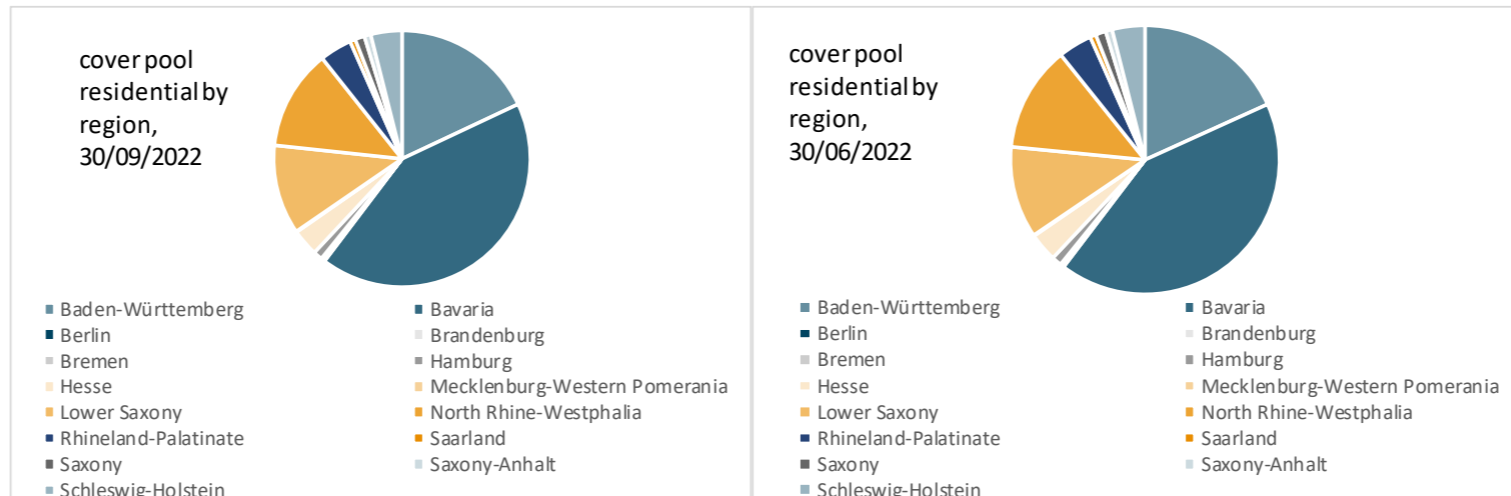 cover pool
residential by
region,
30/09/2022
Baden-Württemberg
Bavaria
Berlin
Brandenburg
Bremen
Hamburg
Hesse
Mecklenburg-Western Pomerania
Lower Saxony
North Rhine-Westphalia
Rhineland-Palatinate
Saarland
Saxony
Saxony-Anhalt
Schleswig-Holstein
cover pool
residential by
region,
30/06/2022
Baden-Württemberg
Bavaria
Berlin
Brandenburg
Bremen
Hamburg
Hesse
Mecklenburg-Western Pomerania
Lower Saxony
North Rhine-Westphalia
Rhineland-Palatinate
Saarland
Saxony
Saxony-Anhalt
Schleswig-Holstein